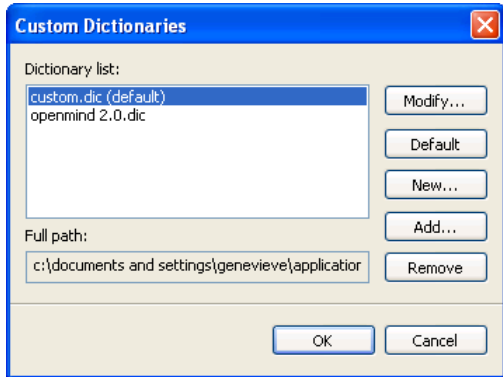 Custom Dictionaries
Dictionary list:
custom.dic (default)
openmind 2.0.dic
Modify...
Default
New...
Add...
Remove
Full path:
c:\documents and settings\genevieve\application
OK
Cancel